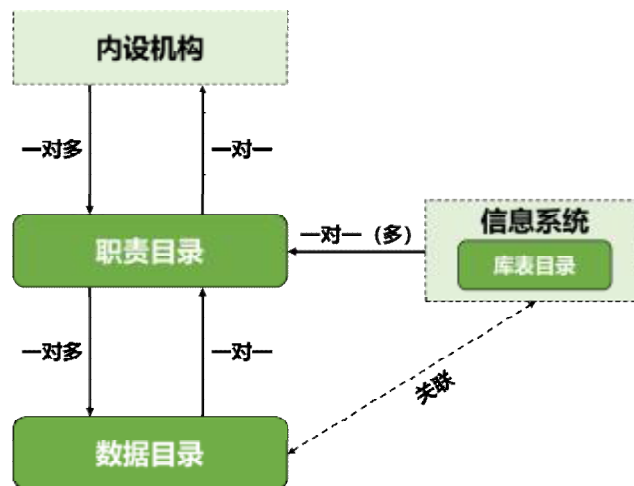 内设机构
一对多
一对一
信息系统
一对一（多）
职责目录
库表目录
一对多
一对一
关联
数据目录